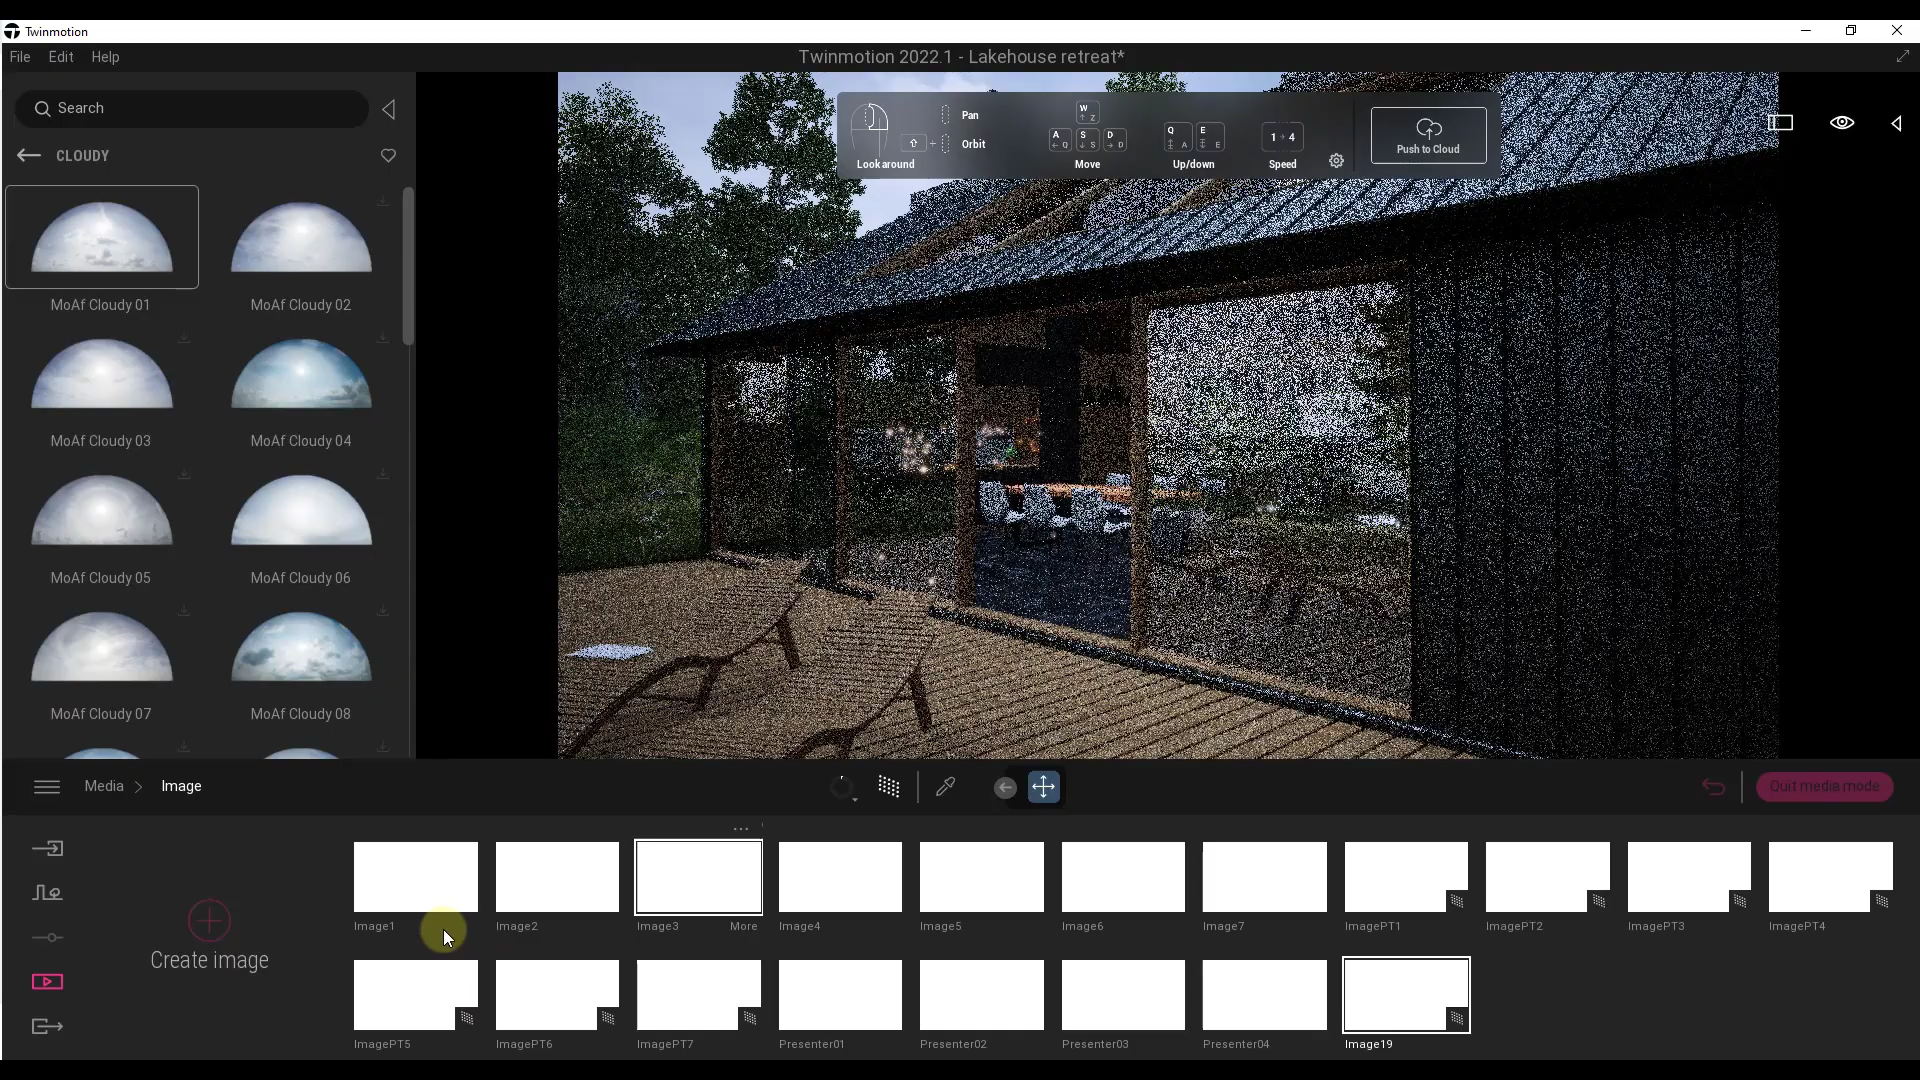 Twinmotion
File Edit Help
Twinmotion 2022.1 - Lakehouse retreat*
Search
CLOUDY
MoAf Cloudy 01 MoAf Cloudy 02
MoAf Cloudy 03 MoAf Cloudy 04
MoAf Cloudy 05 MoAf Cloudy 06
MoAf Cloudy 07 MoAf Cloudy 08
Look around
Pan
+ Orbit
W
↑ Z
A S D
← Q ↓ S → D
Move
Q E
A E
Up/down
1 4
Speed
Push to Cloud
Media > Image
Quit media mode
Create image
Image1 Image2 Image3 More Image4 Image5 Image6 Image7 ImagePT1 ImagePT2 ImagePT3 ImagePT4
ImagePT5 ImagePT6 ImagePT7 Presenter01 Presenter02 Presenter03 Presenter04 Image19